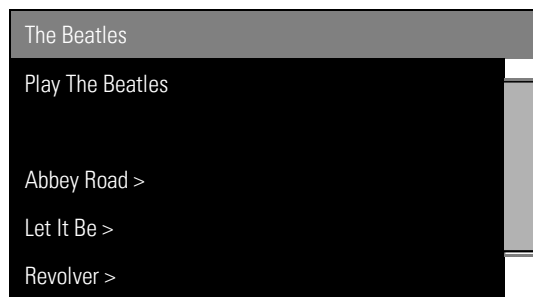 The Beatles
Play The Beatles
Abbey Road >
Let It Be >
Revolver >